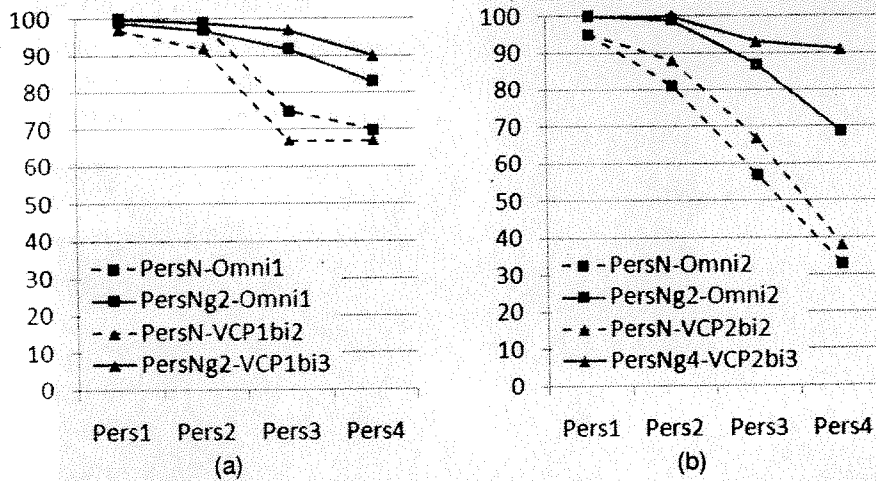 100
90
80
70
60
50
40
30
20
10
0
PersN-Omni1
PersNg2-Omni1
PersN-VCP1bi2
PersNg2-VCP1bi3
Pers1 Pers2 Pers3 Pers4
(a)
100
90
80
70
60
50
40
30
20
10
0
PersN-Omni2
PersNg2-Omni2
PersN-VCP2bi2
PersNg4-VCP2bi3
Pers1 Pers2 Pers3 Pers4
(b)